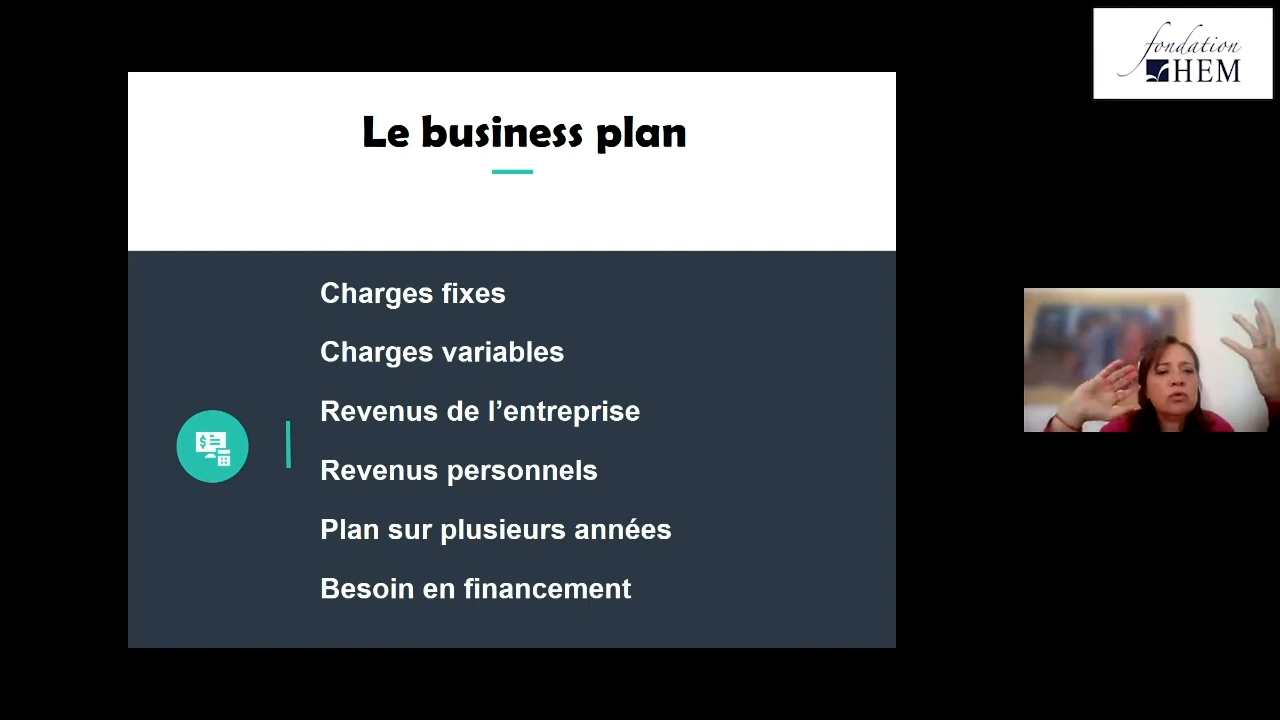 fondation
HEM
Le business plan
Charges fixes
Charges variables
Revenus de l’entreprise
Revenus personnels
Plan sur plusieurs années
Besoin en financement